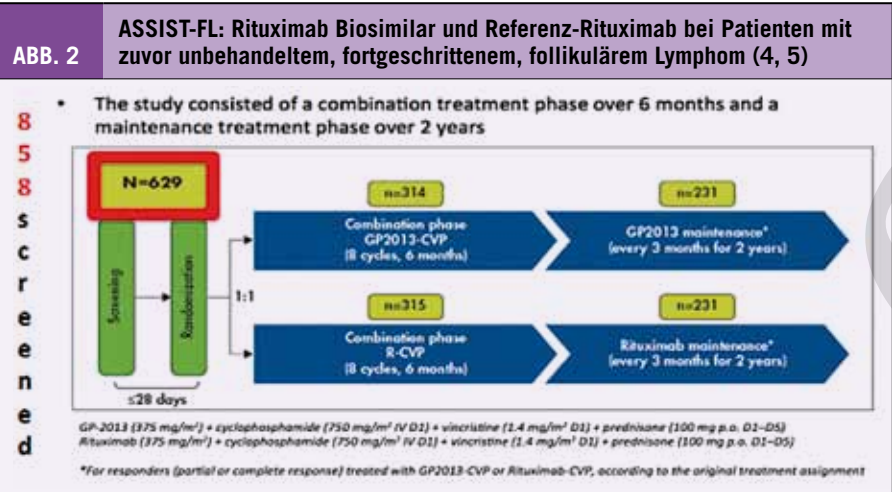 ABB. 2
ASSIST-FL: Rituximab Biosimilar und Referenz-Rituximab bei Patienten mit
zuvor unbehandeltem, fortgeschrittenem, follikulärem Lymphom (4, 5)
858 screened
• The study consisted of a combination treatment phase over 6 months and a
maintenance treatment phase over 2 years
N=629
Screening
Randomization
≤28 days
1:1
n=314
Combination phase
GP2013-CVP
(8 cycles, 6 months)
n=231
GP2013 maintenance*
(every 3 months for 2 years)
n=315
Combination phase
R-CVP
(8 cycles, 6 months)
n=231
Rituximab maintenance*
(every 3 months for 2 years)
GP-2013 (375 mg/m²) + cyclophosphamide (750 mg/m² IV D1) + vincristine (1.4 mg/m² D1) + prednisone (100 mg p.o. D1–D5)
Rituximab (375 mg/m²) + cyclophosphamide (750 mg/m² IV D1) + vincristine (1.4 mg/m² D1) + prednisone (100 mg p.o. D1–D5)
*For responders (partial or complete response) treated with GP2013-CVP or Rituximab-CVP, according to the original treatment assignment